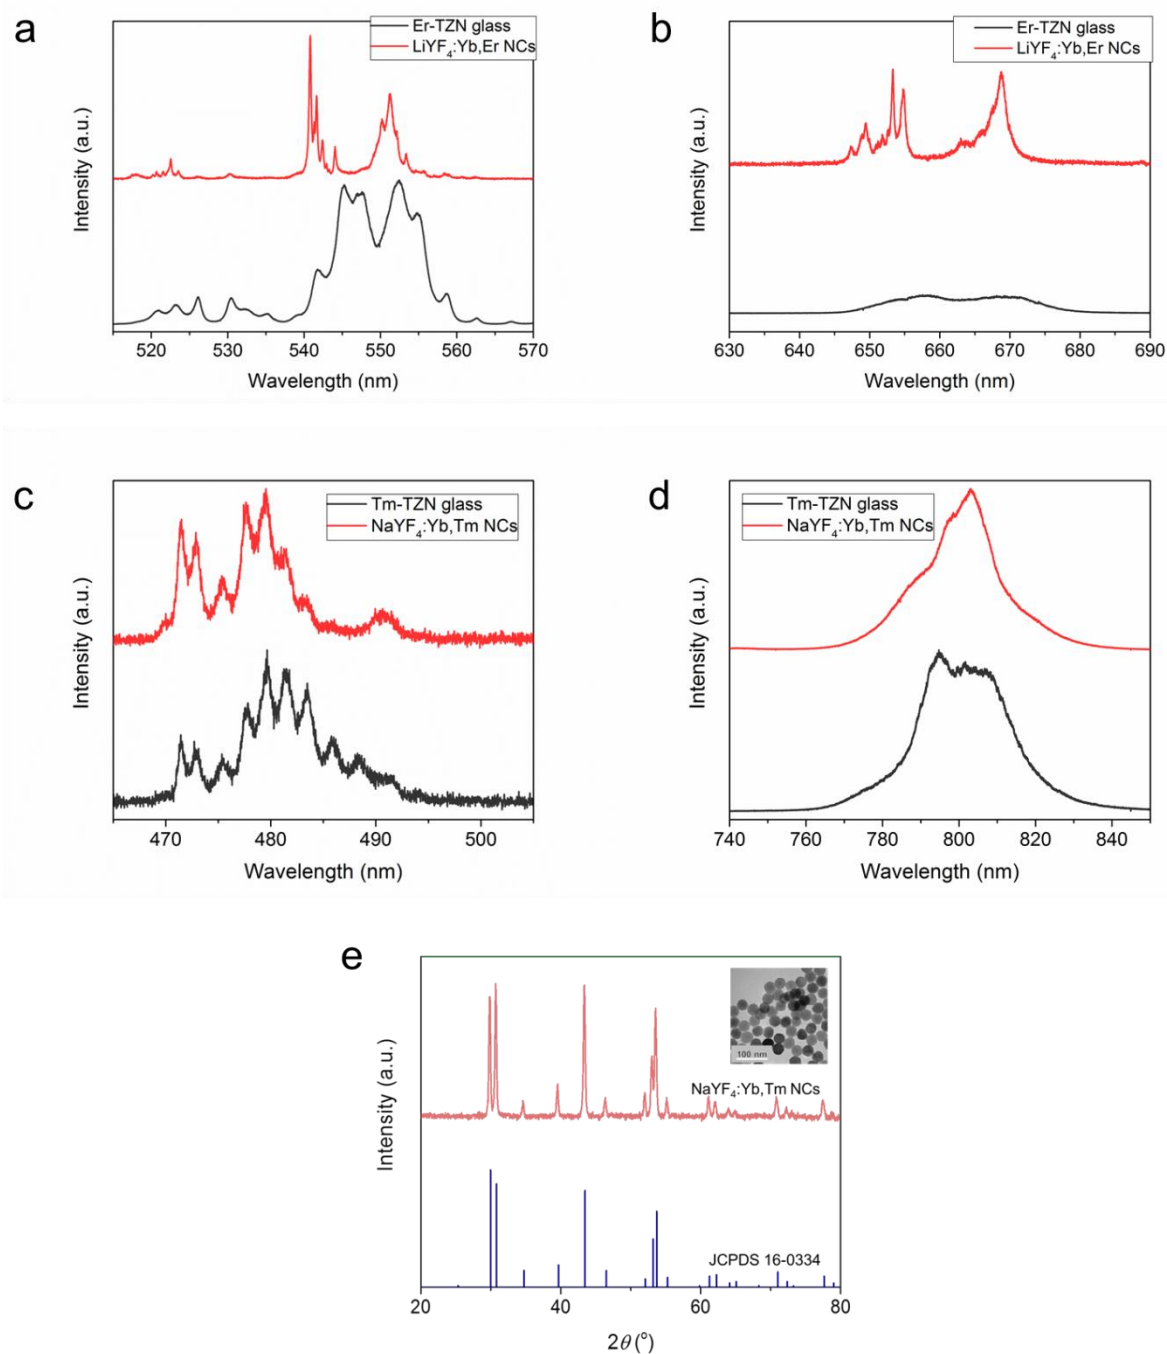 a
Er-TZN glass
LiYF4:Yb,Er NCs
Intensity (a.u.)
520 530 540 550 560 570
Wavelength (nm)
b
Er-TZN glass
LiYF4:Yb,Er NCs
Intensity (a.u.)
630 640 650 660 670 680 690
Wavelength (nm)
c
Tm-TZN glass
NaYF4:Yb,Tm NCs
Intensity (a.u.)
470 480 490 500
Wavelength (nm)
d
Tm-TZN glass
NaYF4:Yb,Tm NCs
Intensity (a.u.)
740 760 780 800 820 840
Wavelength (nm)
e
100 nm
NaYF4:Yb,Tm NCs
Intensity (a.u.)
JCPDS 16-0334
20 40 60 80
2θ (°)